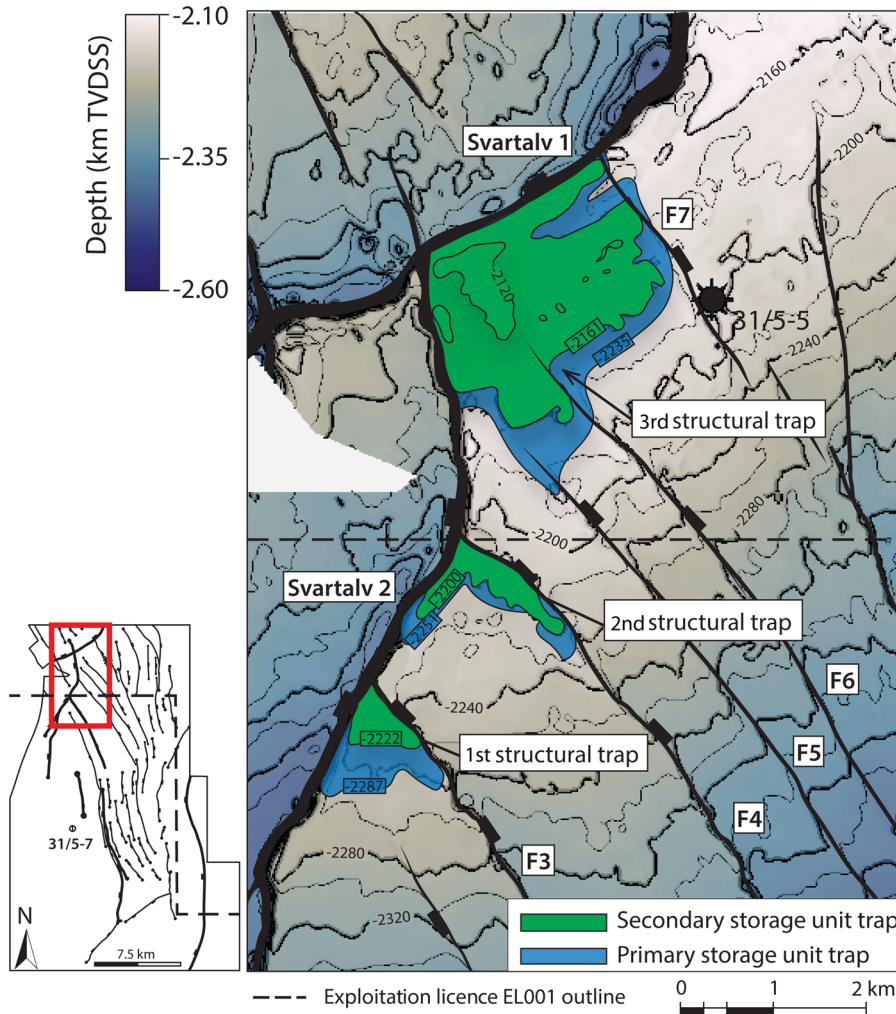 -2.10
Depth (km TVDSS)
-2.35
-2.60
Svartalv 1
-2160
-2200
F7
-2120
31/5-5
-2161
-2235
-2240
3rd structural trap
-2280
-2200
Svartalv 2
-2200
-2251
2nd structural trap
F6
-2240
-2222
1st structural trap
F5
-2287
F4
-2280
F3
-2320
31/5-7
N
7.5 km
Secondary storage unit trap
Primary storage unit trap
Exploitation licence EL001 outline
0 1 2 km